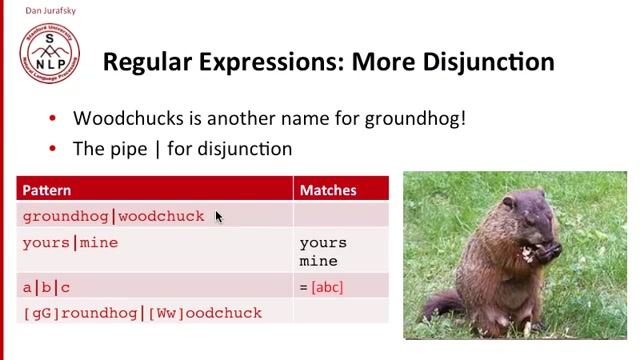 Dan Jurafsky
Stanford University
S
NLP
Natural Language Processing
Regular Expressions: More Disjunction
• Woodchucks is another name for groundhog!
• The pipe | for disjunction
Pattern Matches
groundhog|woodchuck
yours|mine yours
mine
a|b|c = [abc]
[gG]roundhog|[Ww]oodchuck